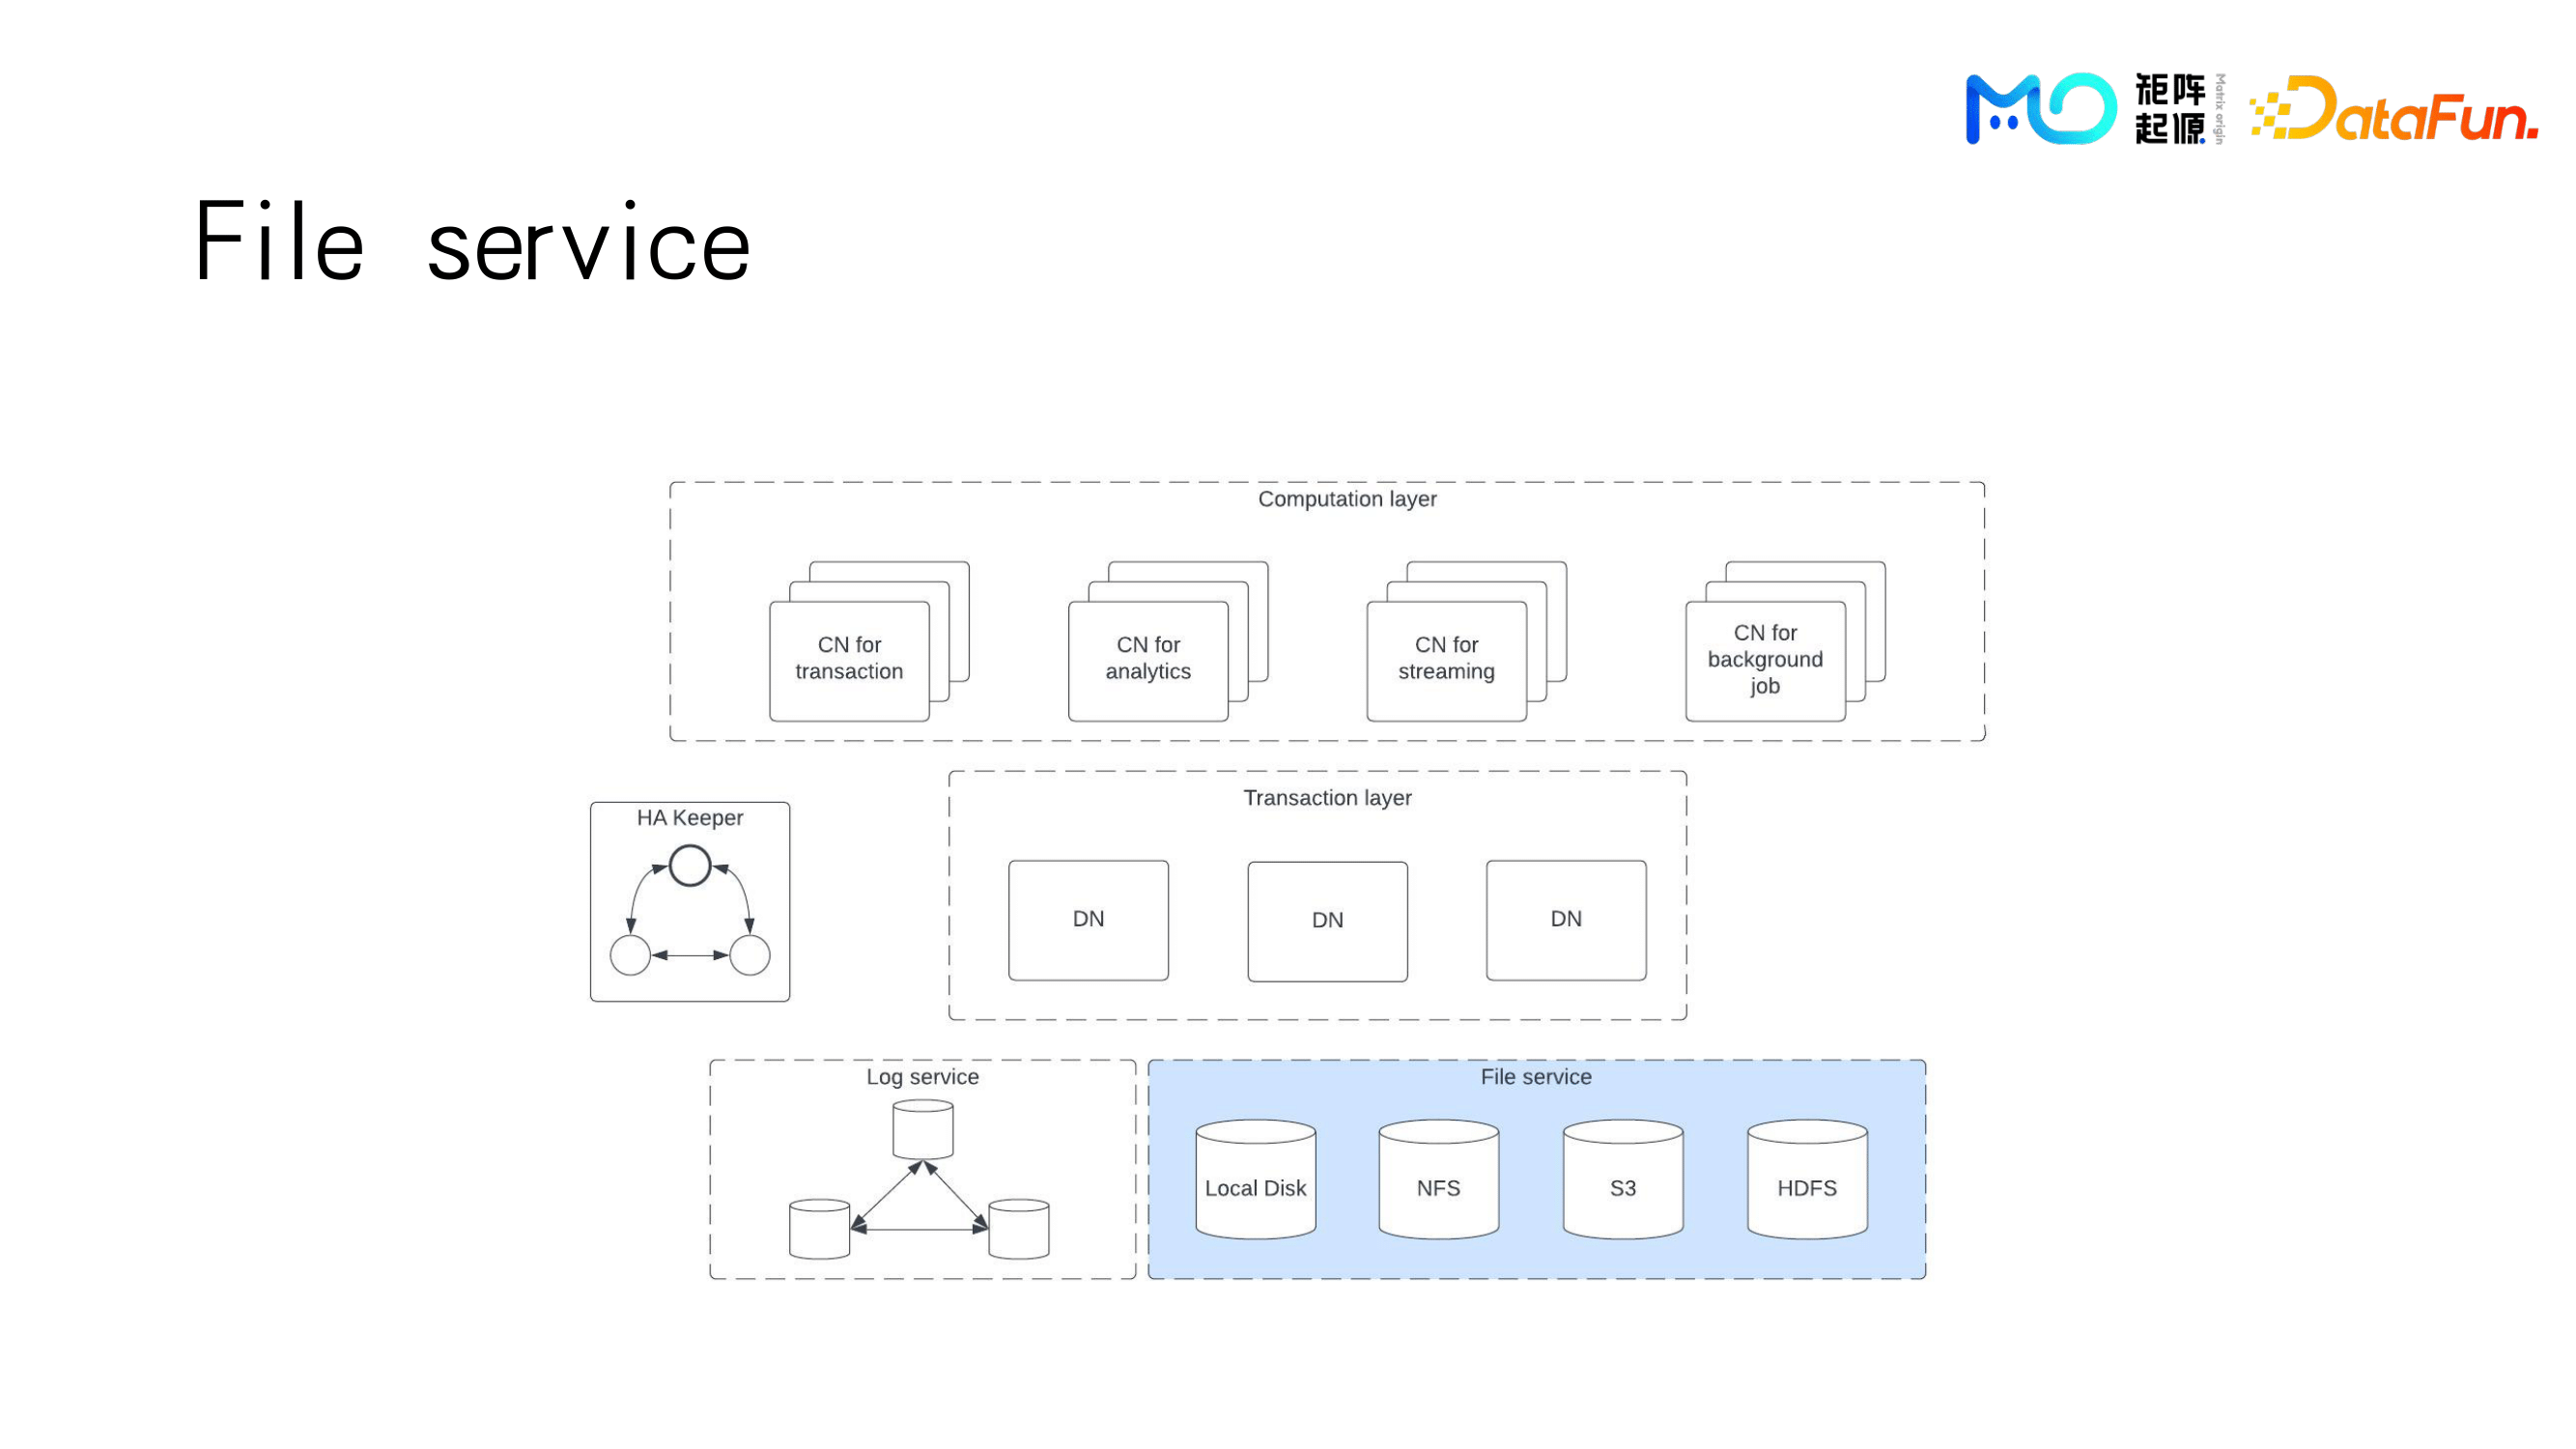 矩阵
起源
Matrix origin
DataFun.
File service
Computation layer
CN for
transaction
CN for
analytics
CN for
streaming
CN for
background
job
HA Keeper
Transaction layer
DN
DN
DN
Log service
File service
Local Disk
NFS
S3
HDFS